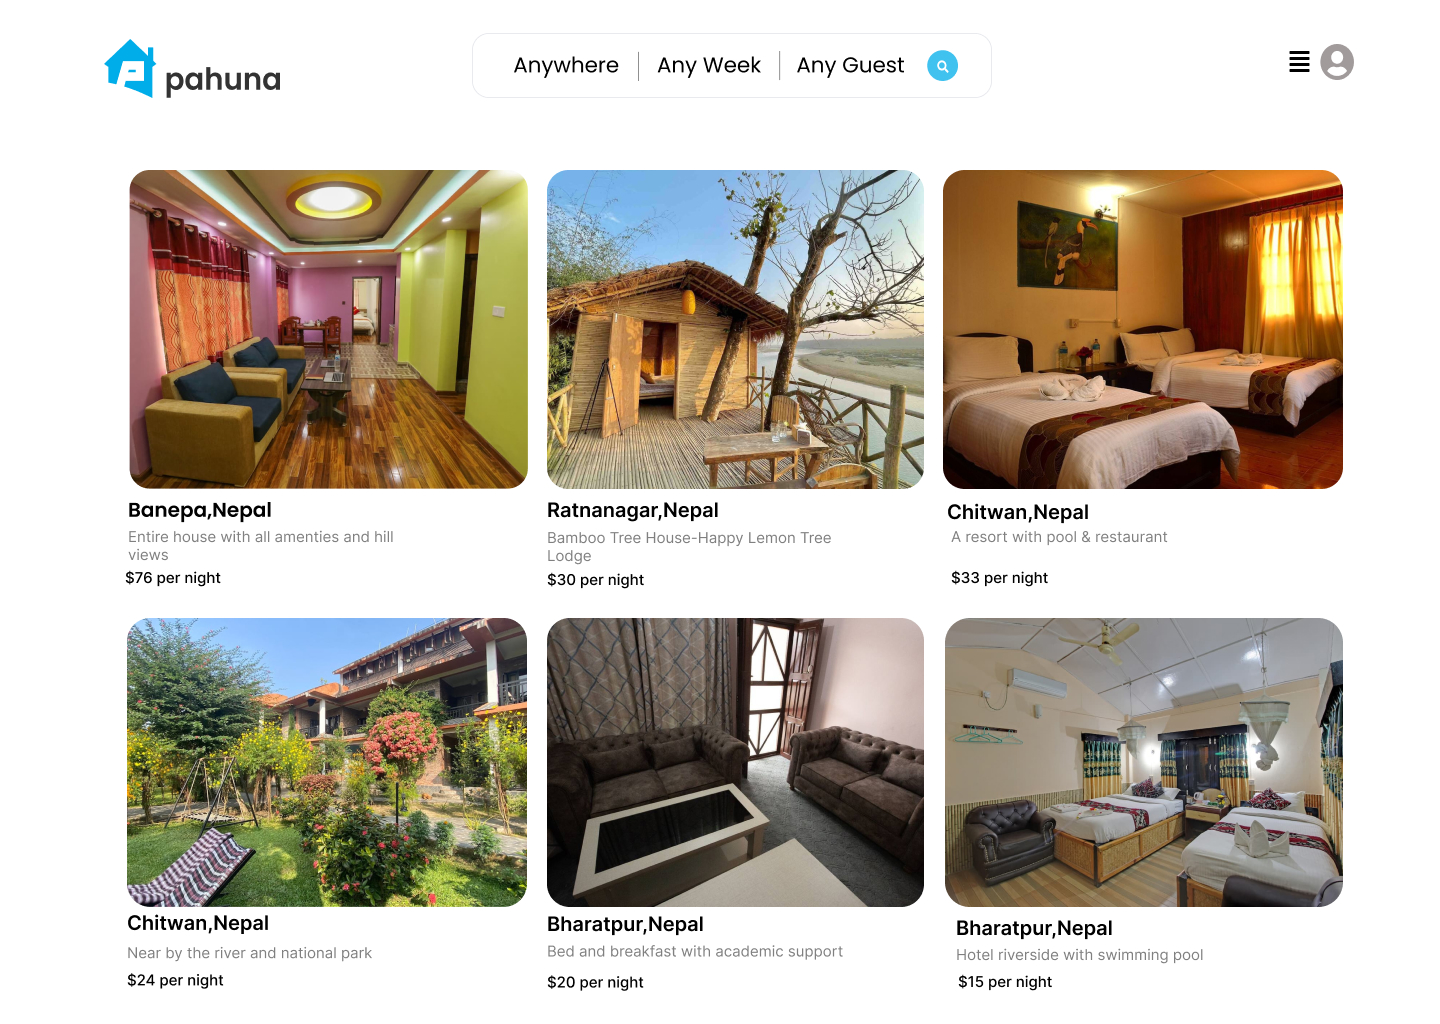 pahuna
Anywhere
Any Week
Any Guest
Banepa,Nepal
Entire house with all amenties and hill
views
$76 per night
Ratnanagar,Nepal
Bamboo Tree House-Happy Lemon Tree
Lodge
$30 per night
Chitwan,Nepal
A resort with pool & restaurant
$33 per night
Chitwan,Nepal
Near by the river and national park
$24 per night
Bharatpur,Nepal
Bed and breakfast with academic support
$20 per night
Bharatpur,Nepal
Hotel riverside with swimming pool
$15 per night